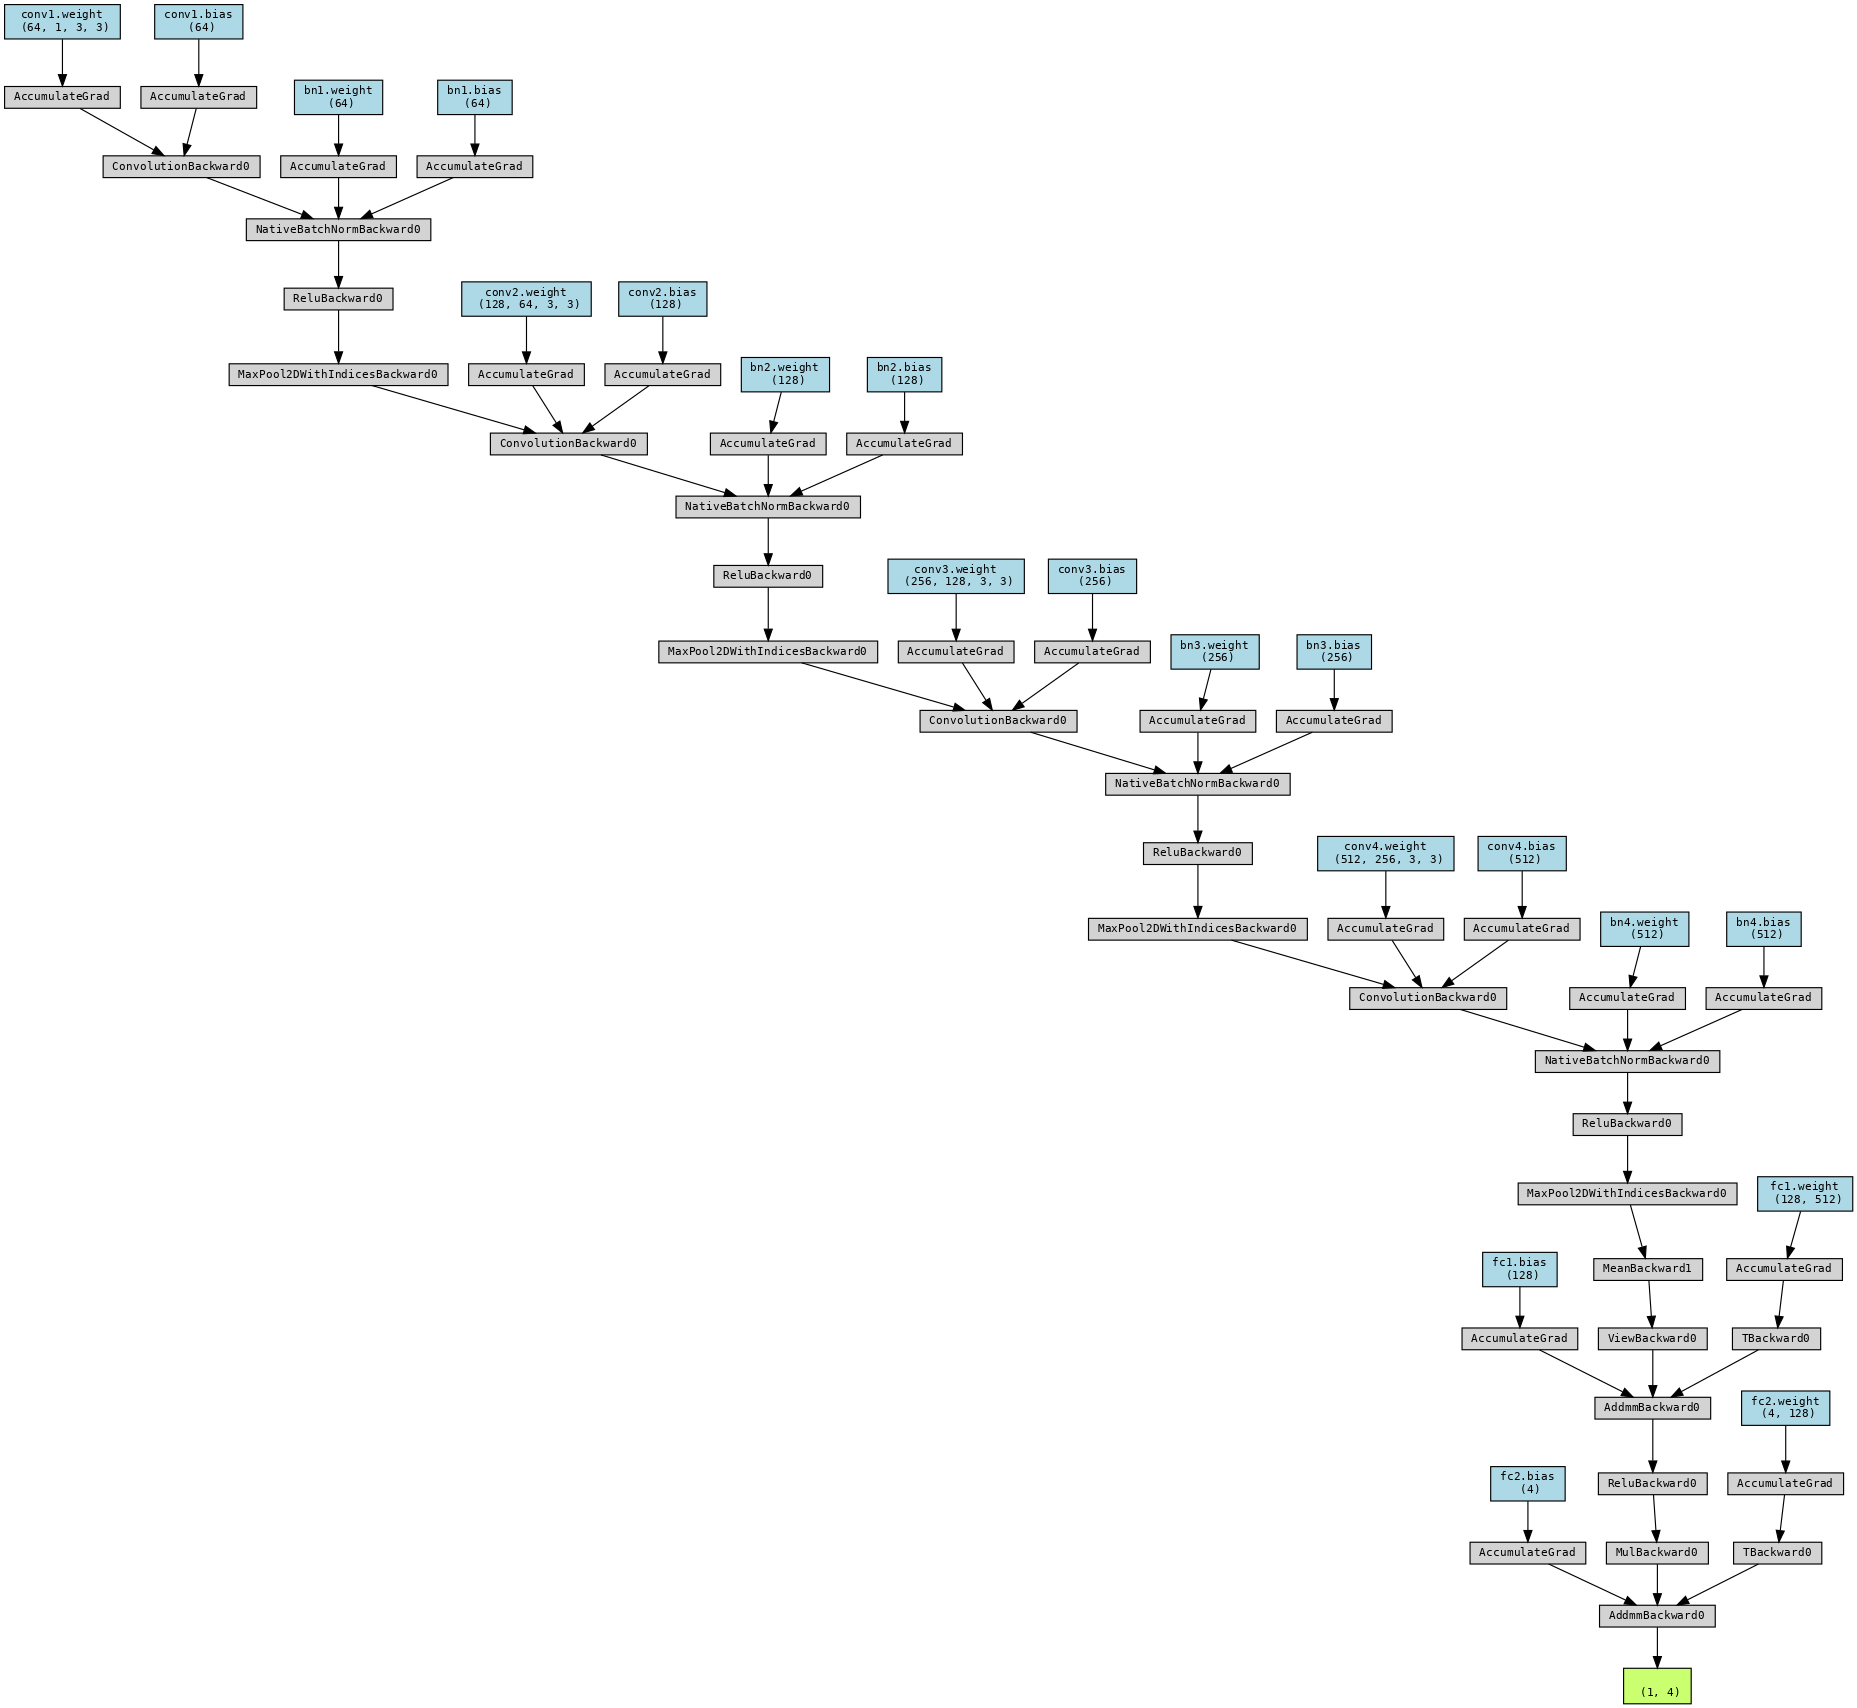 conv1.weight
(64, 1, 3, 3)
conv1.bias
(64)
AccumulateGrad
AccumulateGrad
bn1.weight
(64)
bn1.bias
(64)
ConvolutionBackward0
AccumulateGrad
AccumulateGrad
NativeBatchNormBackward0
ReluBackward0
conv2.weight
(128, 64, 3, 3)
conv2.bias
(128)
MaxPool2DWithIndicesBackward0
AccumulateGrad
AccumulateGrad
bn2.weight
(128)
bn2.bias
(128)
ConvolutionBackward0
AccumulateGrad
AccumulateGrad
NativeBatchNormBackward0
ReluBackward0
conv3.weight
(256, 128, 3, 3)
conv3.bias
(256)
MaxPool2DWithIndicesBackward0
AccumulateGrad
AccumulateGrad
bn3.weight
(256)
bn3.bias
(256)
ConvolutionBackward0
AccumulateGrad
AccumulateGrad
NativeBatchNormBackward0
ReluBackward0
conv4.weight
(512, 256, 3, 3)
conv4.bias
(512)
MaxPool2DWithIndicesBackward0
AccumulateGrad
AccumulateGrad
bn4.weight
(512)
bn4.bias
(512)
ConvolutionBackward0
AccumulateGrad
AccumulateGrad
NativeBatchNormBackward0
ReluBackward0
MaxPool2DWithIndicesBackward0
fc1.weight
(128, 512)
fc1.bias
(128)
MeanBackward1
AccumulateGrad
AccumulateGrad
ViewBackward0
TBackward0
AddmmBackward0
fc2.weight
(4, 128)
fc2.bias
(4)
ReluBackward0
AccumulateGrad
AccumulateGrad
MulBackward0
TBackward0
AddmmBackward0
(1, 4)